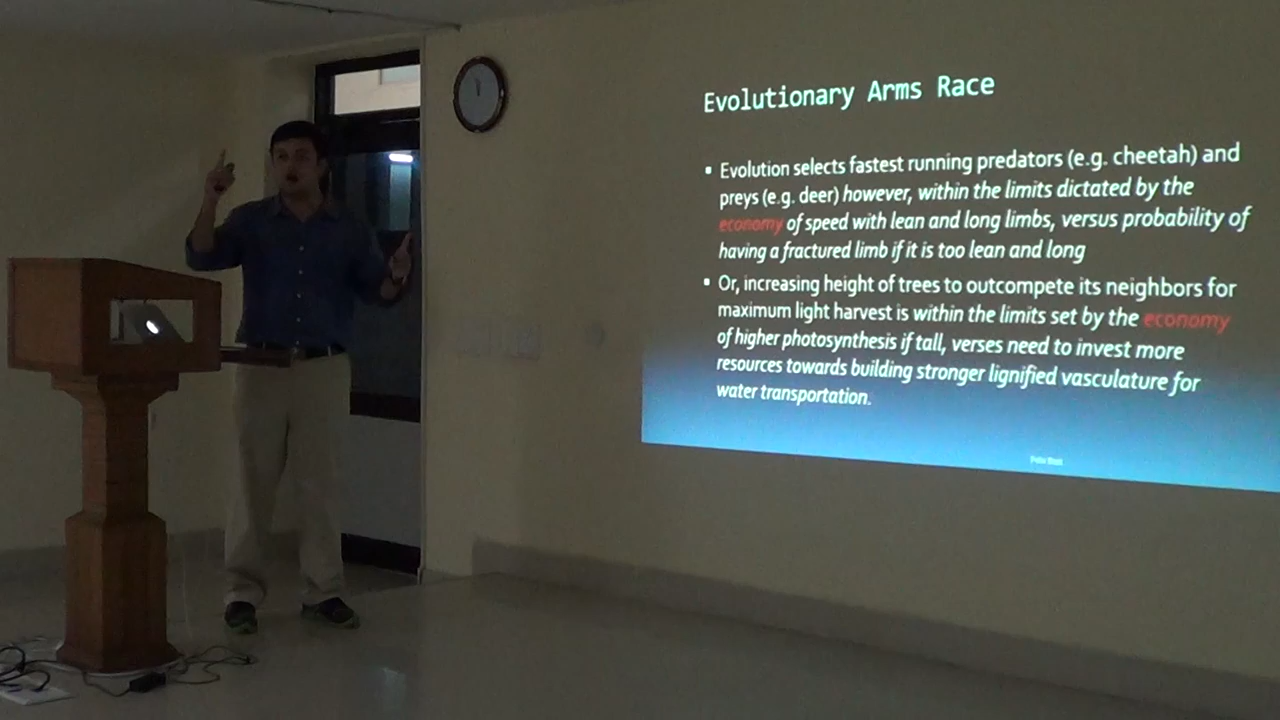 Evolutionary Arms Race
▪ Evolution selects fastest running predators (e.g. cheetah) and
preys (e.g. deer) however, within the limits dictated by the
economy of speed with lean and long limbs, versus probability of
having a fractured limb if it is too lean and long
▪ Or, increasing height of trees to outcompete its neighbors for
maximum light harvest is within the limits set by the economy
of higher photosynthesis if tall, verses need to invest more
resources towards building stronger lignified vasculature for
water transportation.